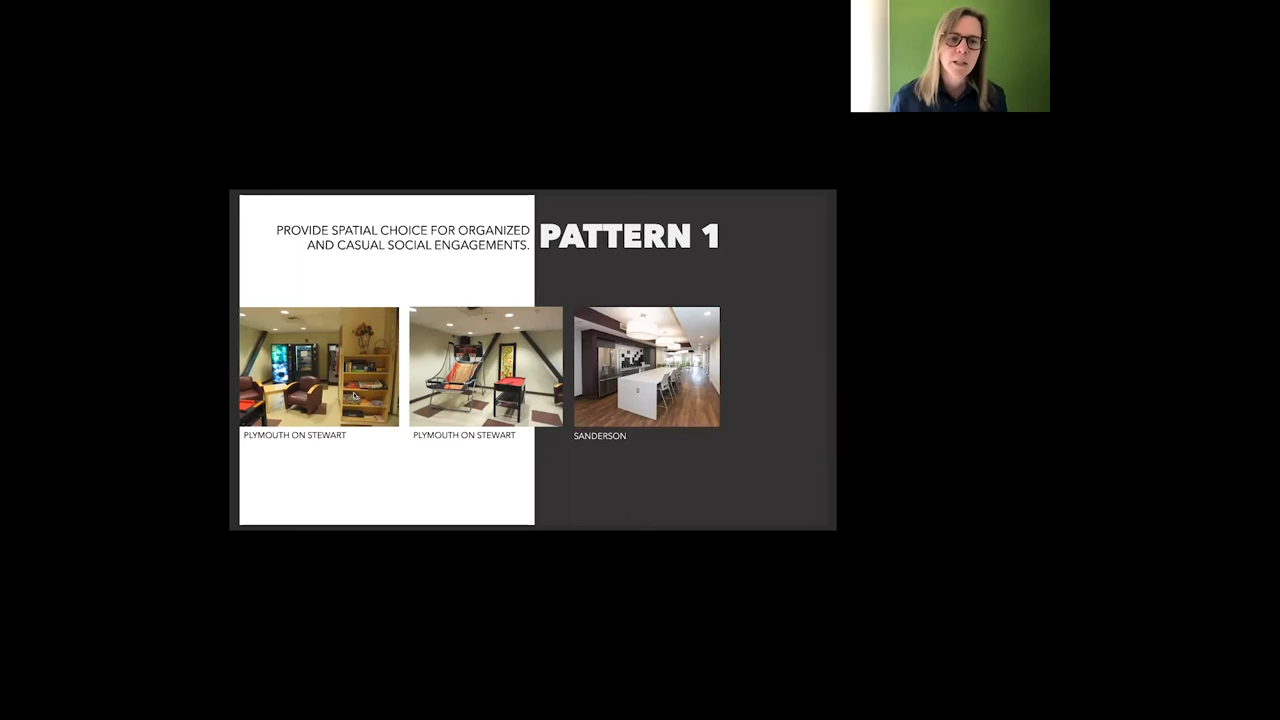 PROVIDE SPATIAL CHOICE FOR ORGANIZED
AND CASUAL SOCIAL ENGAGEMENTS.
PATTERN 1
PLYMOUTH ON STEWART
PLYMOUTH ON STEWART
SANDERSON